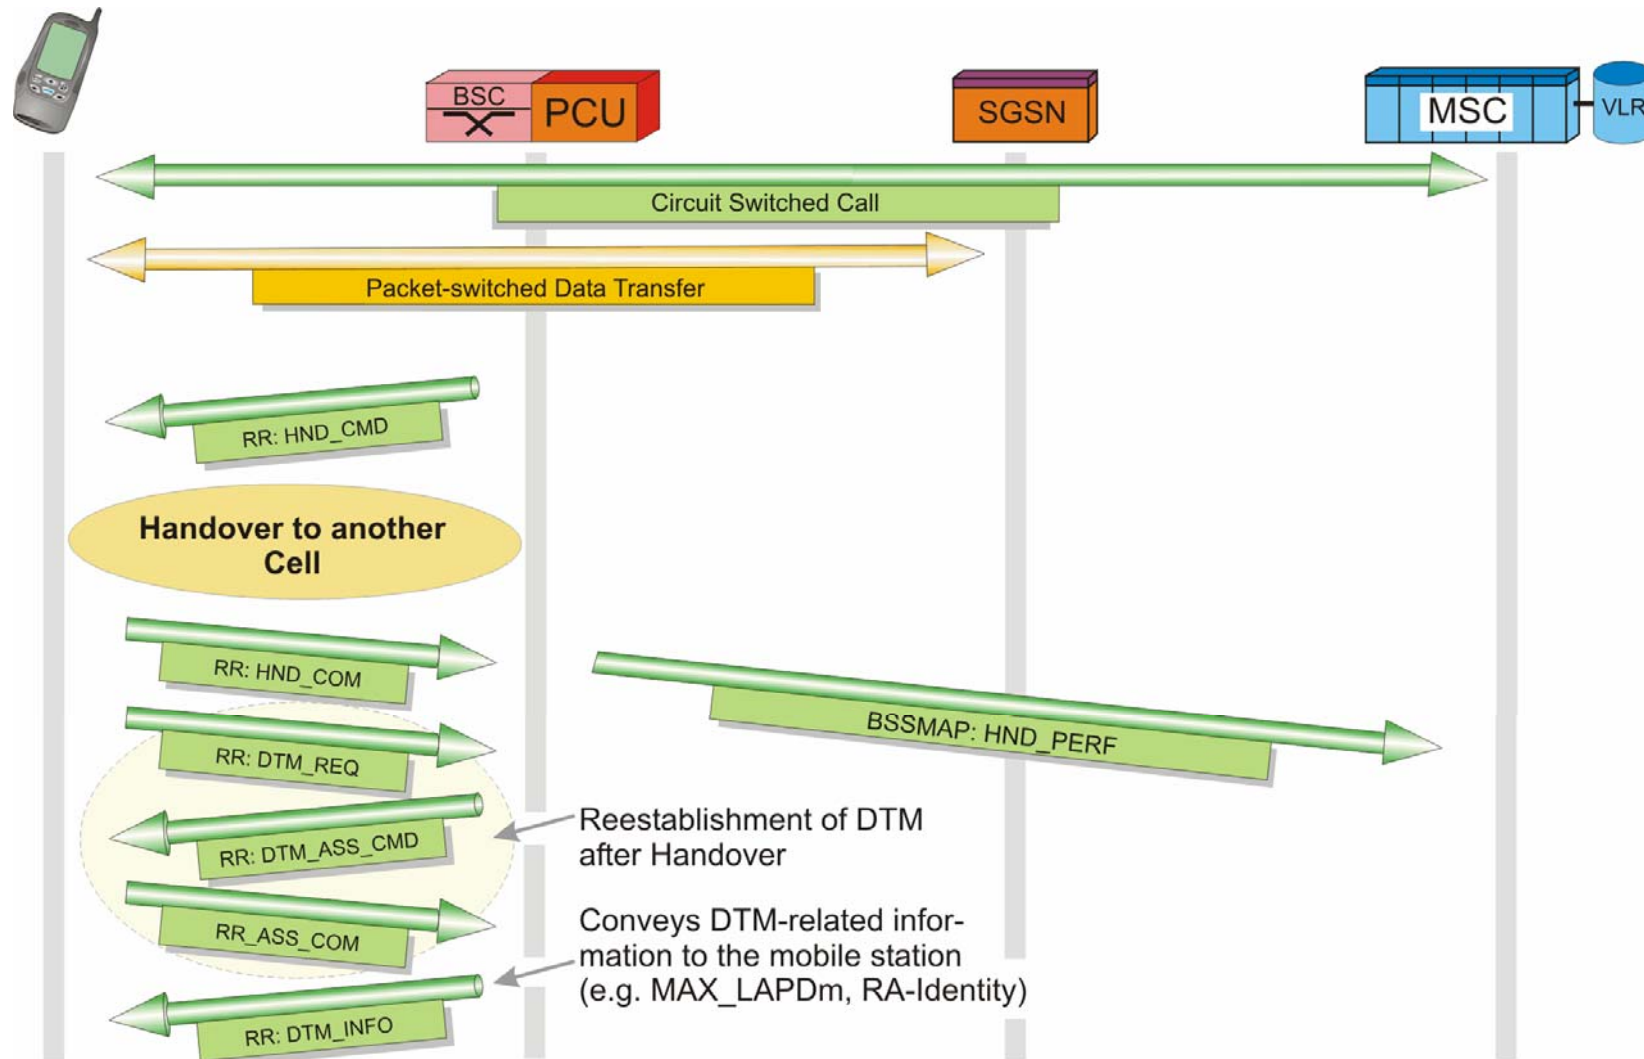 BSC
PCU
SGSN
MSC
VLR
Circuit Switched Call
Packet-switched Data Transfer
RR: HND_CMD
Handover to another
Cell
RR: HND_COM
BSSMAP: HND_PERF
RR: DTM_REQ
RR: DTM_ASS_CMD
Reestablishment of DTM
after Handover
RR_ASS_COM
Conveys DTM-related infor-
mation to the mobile station
(e.g. MAX_LAPDm, RA-Identity)
RR: DTM_INFO